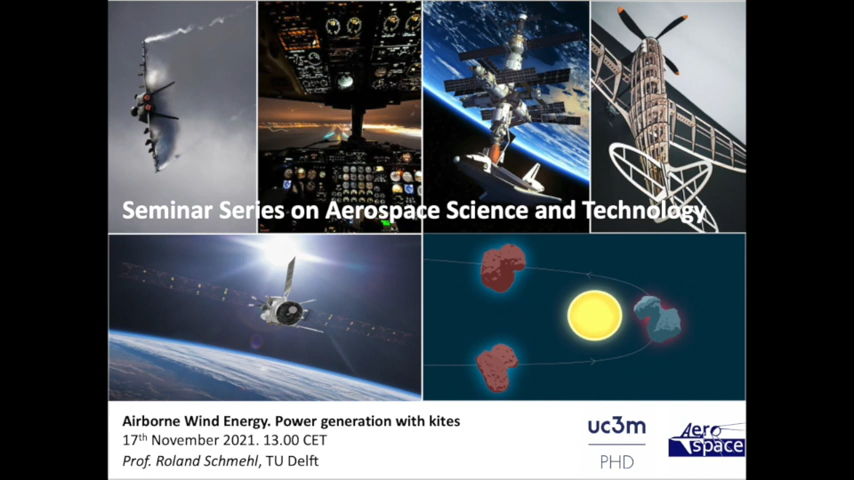 Seminar Series on Aerospace Science and Technology
Airborne Wind Energy. Power generation with kites
17th November 2021. 13.00 CET
Prof. Roland Schmehl, TU Delft
uc3m
PHD
Aero
space